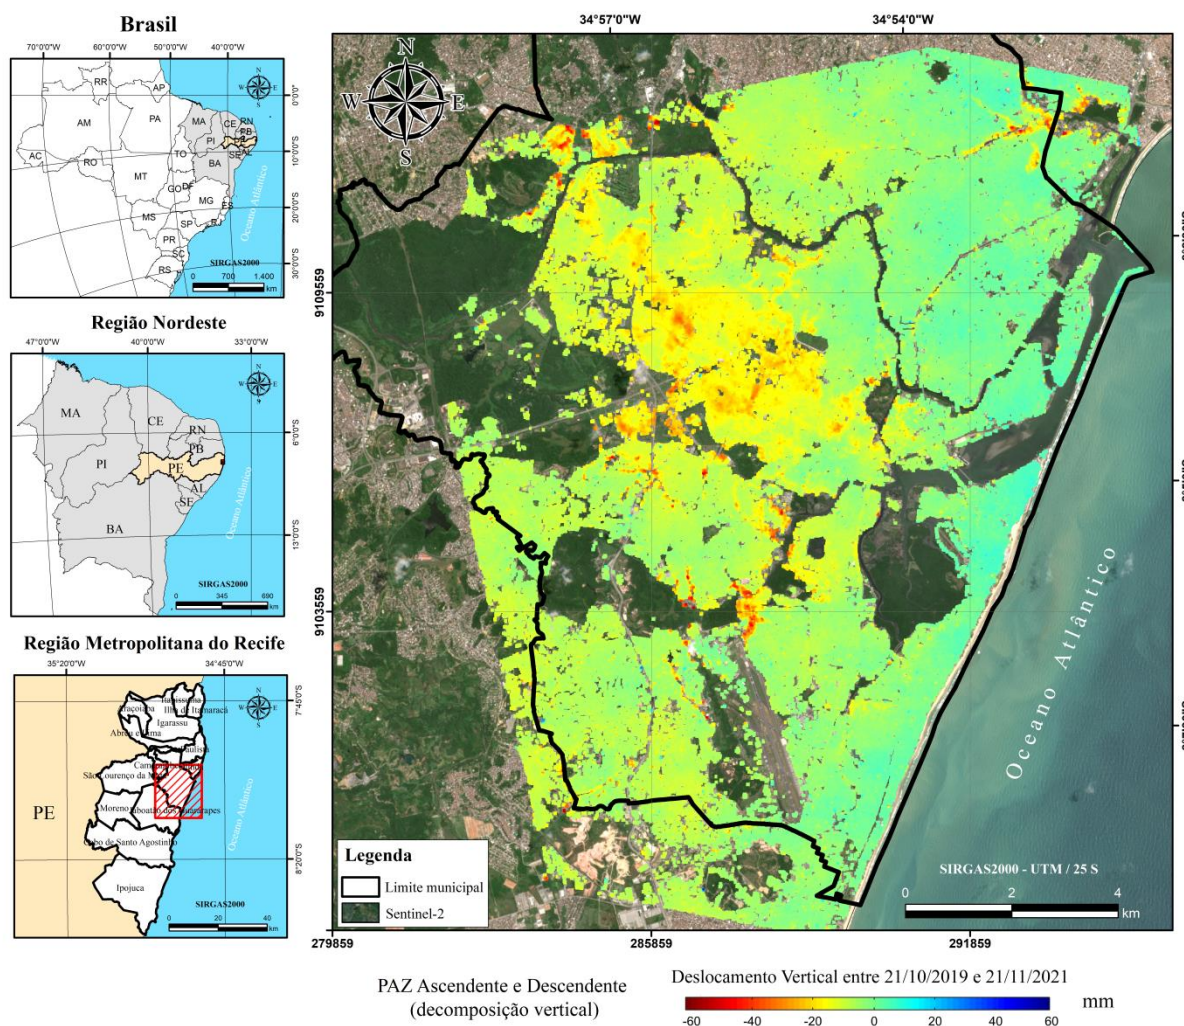 Brasil
70°0'0"W
60°0'0"W
50°0'0"W
40°0'0"W
RR
AP
0°0'0"
AM
PA
MA
CE
RN
PB
PI
AC
RO
TO
SE
AL
10°0'0"S
MT
BA
DF
GO
MG
ES
MS
SP
RJ
20°0'0"S
PR
SC
RS
30°0'0"S
Oceano Atlântico
SIRGAS2000
0 700 1.400
km
Região Nordeste
47°0'0"W
40°0'0"W
33°0'0"W
N
W E
S
MA
CE
RN
PB
6°0'0"S
PI
PE
AL
SE
BA
13°0'0"S
Oceano Atlântico
SIRGAS2000
0 345 690
km
Região Metropolitana do Recife
35°20'0"W
34°45'0"W
N
W E
S
Ilha de Itamaracá
Igarassu
7°45'0"S
São Lourenço da
Moreno
Jaboatão dos Guararapes
PE
Cabo de Santo Agostinho
Ipojuca
8°20'0"S
Oceano Atlântico
SIRGAS2000
0 20 40
km
34°57'0"W
34°54'0"W
N
W E
S
9109559
9103559
Oceano Atlântico
Legenda
Limite municipal
Sentinel-2
SIRGAS2000 - UTM / 25 S
0 2 4
km
279859
285859
291859
PAZ Ascendente e Descendente
(decomposição vertical)
Deslocamento Vertical entre 21/10/2019 e 21/11/2021
mm
-60 -40 -20 0 20 40 60